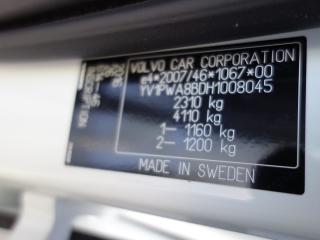 VOLVO CAR CORPORATION
e4*2007/46*1067*00
YV1PWA8BDH1008045
2310 kg
4110 kg
1— 1160 kg
2— 1200 kg
MADE IN SWEDEN